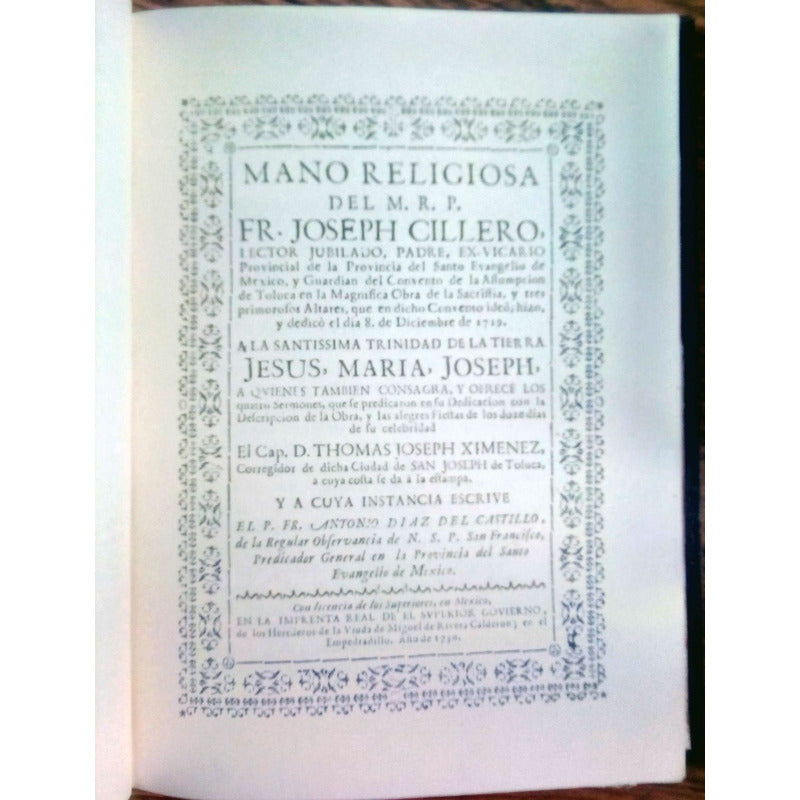 MANO RELIGIOSA
DEL M. R. P.
FR. JOSEPH CILLERO,
LECTOR JUBILADO, PADRE, EX-VICARIO
Provincial de la Provincia del Santo Evangelio de
Mexico, y Guardian del Convento de la Assumpcion
de Toluca en la Magnifica Obra de la Sacristia, y tres
primorosos Altares, que en dicho Convento ideó, hizo,
y dedicò el dia 8. de Diciembre de 1729.
A LA SANTISSIMA TRINIDAD DE LA TIERRA
JESUS, MARIA, JOSEPH,
A QVIENES TAMBIEN CONSAGRA, Y OFRECE LOS
quatro Sermones, que se predicaron en su Dedicacion con la
Descripcion de la Obra, y las alegres Fiestas de los doze dias
de su celebridad
El Cap. D. THOMAS JOSEPH XIMENEZ,
Corregidor de dicha Ciudad de SAN JOSEPH de Toluca,
a cuya costa se da à la estampa.
Y A CUYA INSTANCIA ESCRIVE
EL P. FR. ANTONIO DIAZ DEL CASTILLO,
de la Regular Observancia de N. S. P. San Francisco,
Predicador General en la Provincia del Santo
Evangelio de Mexico.
Con licencia de los Superiores, en Mexico,
EN LA IMPRENTA REAL DE EL SVPERIOR GOVIERNO,
de los Herederos de la Viuda de Miguel de Rivera, Calderon; en el
Empedradillo. Año de 1730.